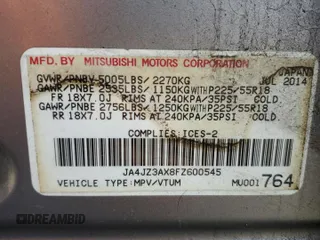 MFD. BY MITSUBISHI MOTORS CORPORATION
JAPAN
GVWR/PNBV 5005LBS/ 2270KG JUL 2014
GAWR/PNBE 2535LBS/ 1150KG WITH P225/55R18
FR 18X7.0J RIMS AT 240KPA/35PSI COLD
GAWR/PNBE 2756LBS/ 1250KG WITH P225/55R18
RR 18X7.0J RIMS AT 240KPA/35PSI COLD
COMPLIES ICES-2
JA4JZ3AX8FZ600545
VEHICLE TYPE:MPV/VTUM MU001764
DREAMBID